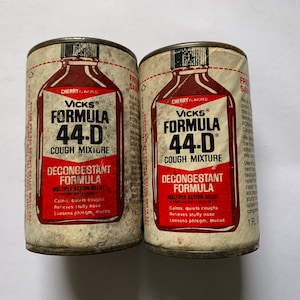 CHERRY FLAVORED
VICKS®
FORMULA
44-D
COUGH MIXTURE
DECONGESTANT
FORMULA
MULTIPLE ACTION RELIEF
Calms, quiets coughs
Relieves stuffy nose
Loosens phlegm, mucus
CHERRY FLAVORED
VICKS®
FORMULA
44-D
COUGH MIXTURE
DECONGESTANT
FORMULA
MULTIPLE ACTION RELIEF
Calms, quiets coughs
Relieves stuffy nose
Loosens phlegm, mucus